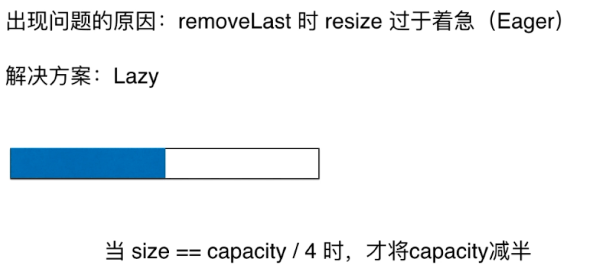 出现问题的原因：removeLast 时 resize 过于着急（Eager）
解决方案：Lazy
当 size == capacity / 4 时，才将capacity减半